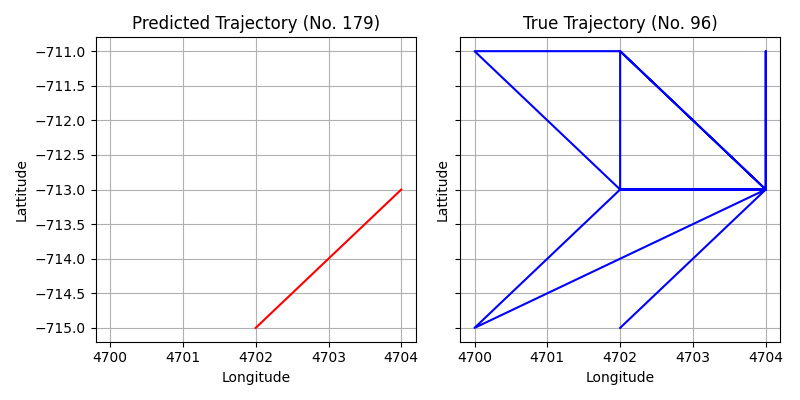 Predicted Trajectory (No. 179)
True Trajectory (No. 96)
−711.0
−711.5
−712.0
−712.5
−713.0
−713.5
−714.0
−714.5
−715.0
Lattitude
Lattitude
4700 4701 4702 4703 4704
4700 4701 4702 4703 4704
Longitude
Longitude